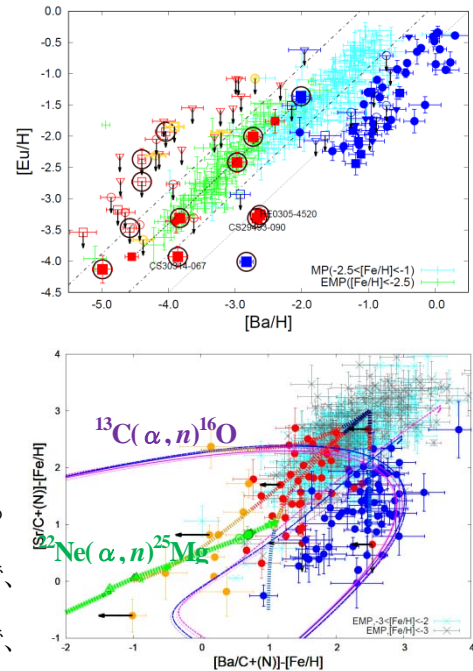 [Eu/H]
0.0
-0.5
-1.0
-1.5
-2.0
-2.5
-3.0
-3.5
-4.0
-4.5
HE0305-4520
CS29493-090
CS30314-067
MP(-2.5<[Fe/H]<-1)
EMP([Fe/H]<-2.5)
-5.0 -4.0 -3.0 -2.0 -1.0 0.0
[Ba/H]
[Sr/C+(N)]-[Fe/H]
4
3
2
1
0
-1
¹³C(α,n)¹⁶O
²²Ne(α,n)²⁵Mg
EMP,-3<[Fe/H]<-2
EMP,[Fe/H]<-3
-2 -1 0 1 2 3 4
[Ba/C+(N)]-[Fe/H]
で、
で、